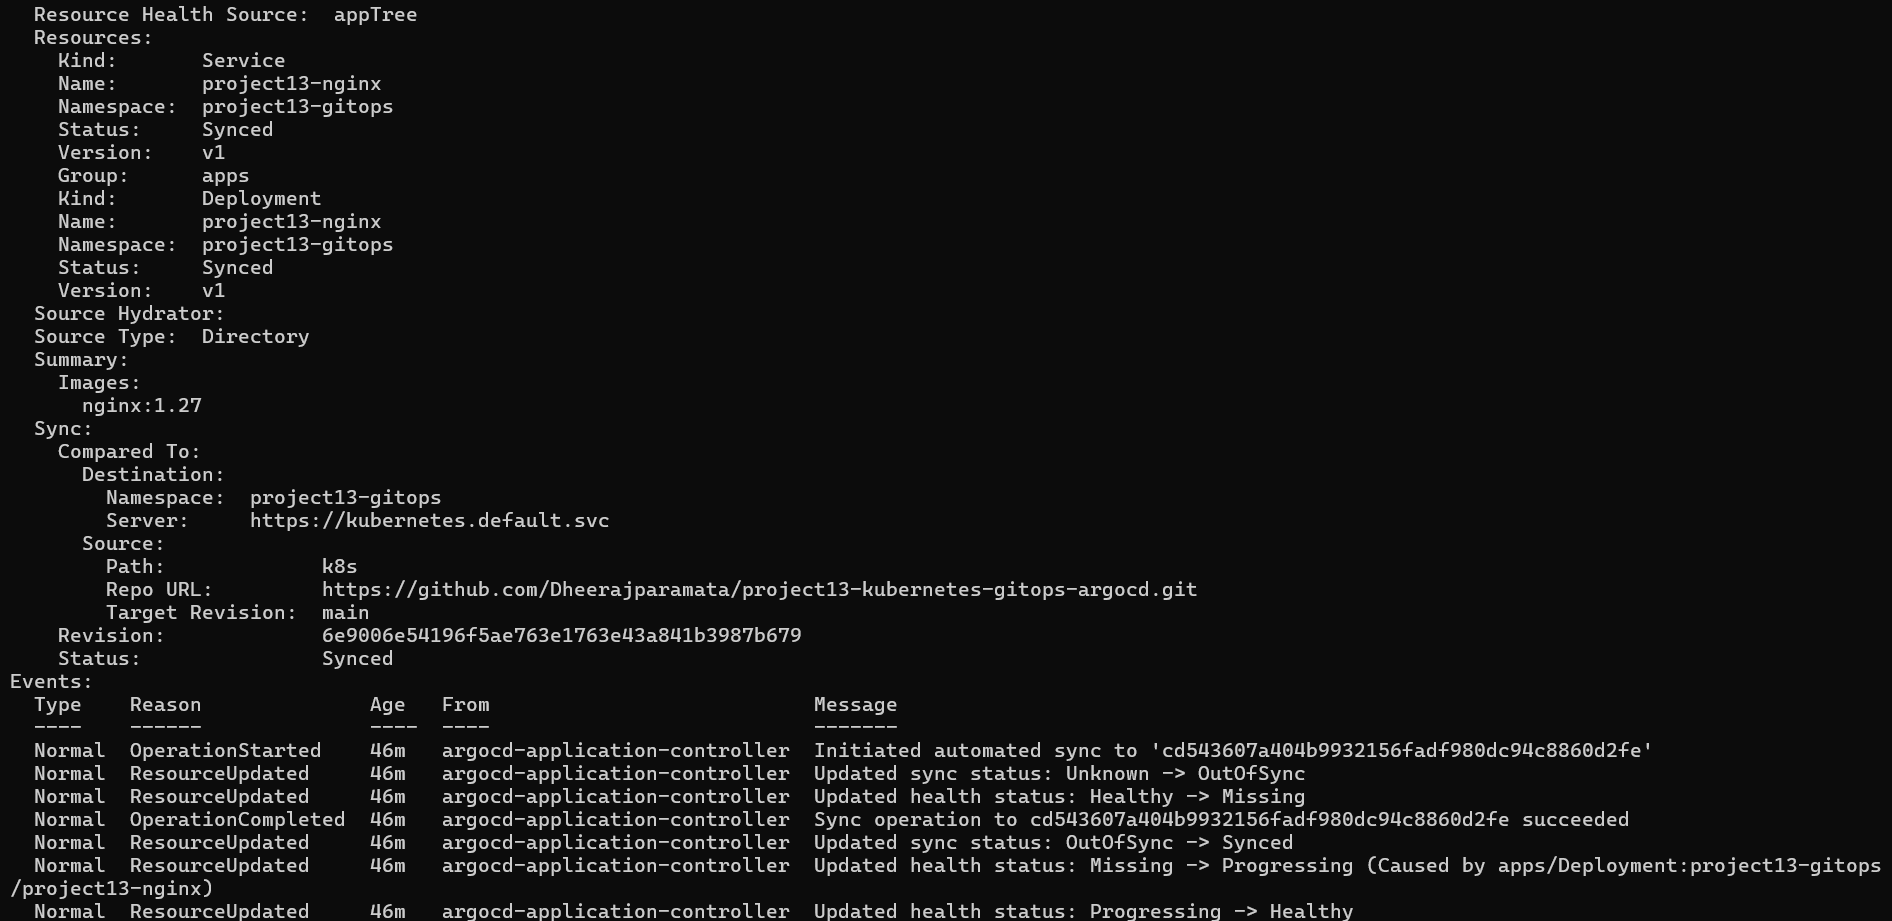 Resource Health Source:  appTree
Resources:
Kind:       Service
Name:       project13-nginx
Namespace:  project13-gitops
Status:     Synced
Version:    v1
Group:      apps
Kind:       Deployment
Name:       project13-nginx
Namespace:  project13-gitops
Status:     Synced
Version:    v1
Source Hydrator:
Source Type:  Directory
Summary:
Images:
nginx:1.27
Sync:
Compared To:
Destination:
Namespace:  project13-gitops
Server:     https://kubernetes.default.svc
Source:
Path:             k8s
Repo URL:         https://github.com/Dheerajparamata/project13-kubernetes-gitops-argocd.git
Target Revision:  main
Revision:             6e9006e54196f5ae763e1763e43a841b3987b679
Status:               Synced
Events:
Type    Reason              Age   From                           Message
----    ------              ----  ----                           -------
Normal  OperationStarted    46m   argocd-application-controller  Initiated automated sync to 'cd543607a404b9932156fadf980dc94c8860d2fe'
Normal  ResourceUpdated     46m   argocd-application-controller  Updated sync status: Unknown -> OutOfSync
Normal  ResourceUpdated     46m   argocd-application-controller  Updated health status: Healthy -> Missing
Normal  OperationCompleted  46m   argocd-application-controller  Sync operation to cd543607a404b9932156fadf980dc94c8860d2fe succeeded
Normal  ResourceUpdated     46m   argocd-application-controller  Updated sync status: OutOfSync -> Synced
Normal  ResourceUpdated     46m   argocd-application-controller  Updated health status: Missing -> Progressing (Caused by apps/Deployment:project13-gitops
/project13-nginx)
Normal  ResourceUpdated     46m   argocd-application-controller  Updated health status: Progressing -> Healthy